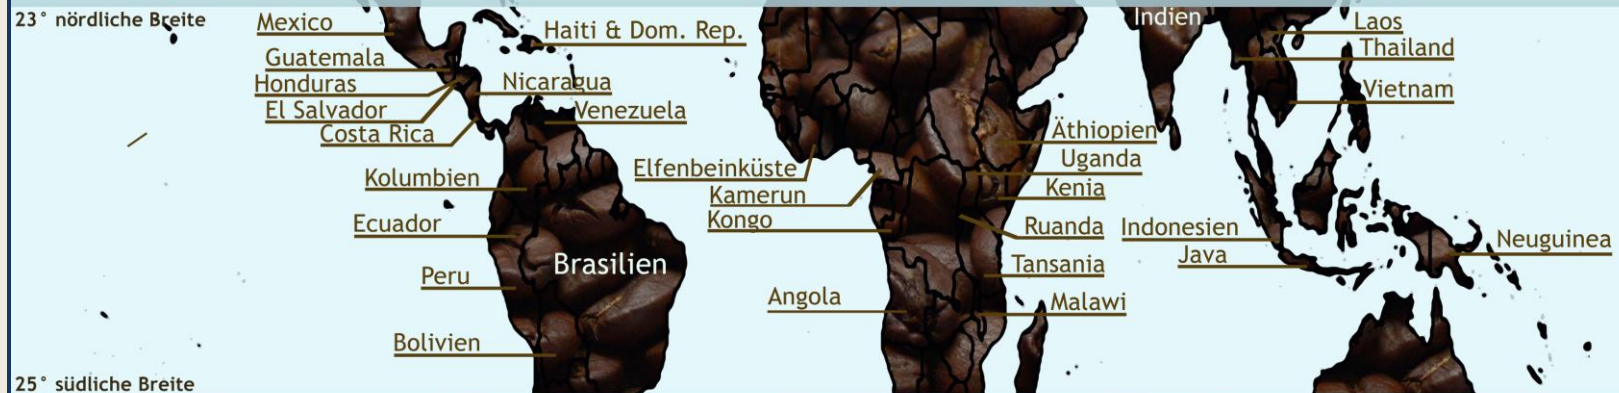 23° nördliche Breite
Mexico
Guatemala
Honduras
El Salvador
Costa Rica
Haiti & Dom. Rep.
Nicaragua
Venezuela
Kolumbien
Ecuador
Peru
Brasilien
Bolivien
Elfenbeinküste
Kamerun
Kongo
Angola
Äthiopien
Uganda
Kenia
Ruanda
Tansania
Malawi
Indien
Laos
Thailand
Vietnam
Indonesien
Java
Neuguinea
25° südliche Breite